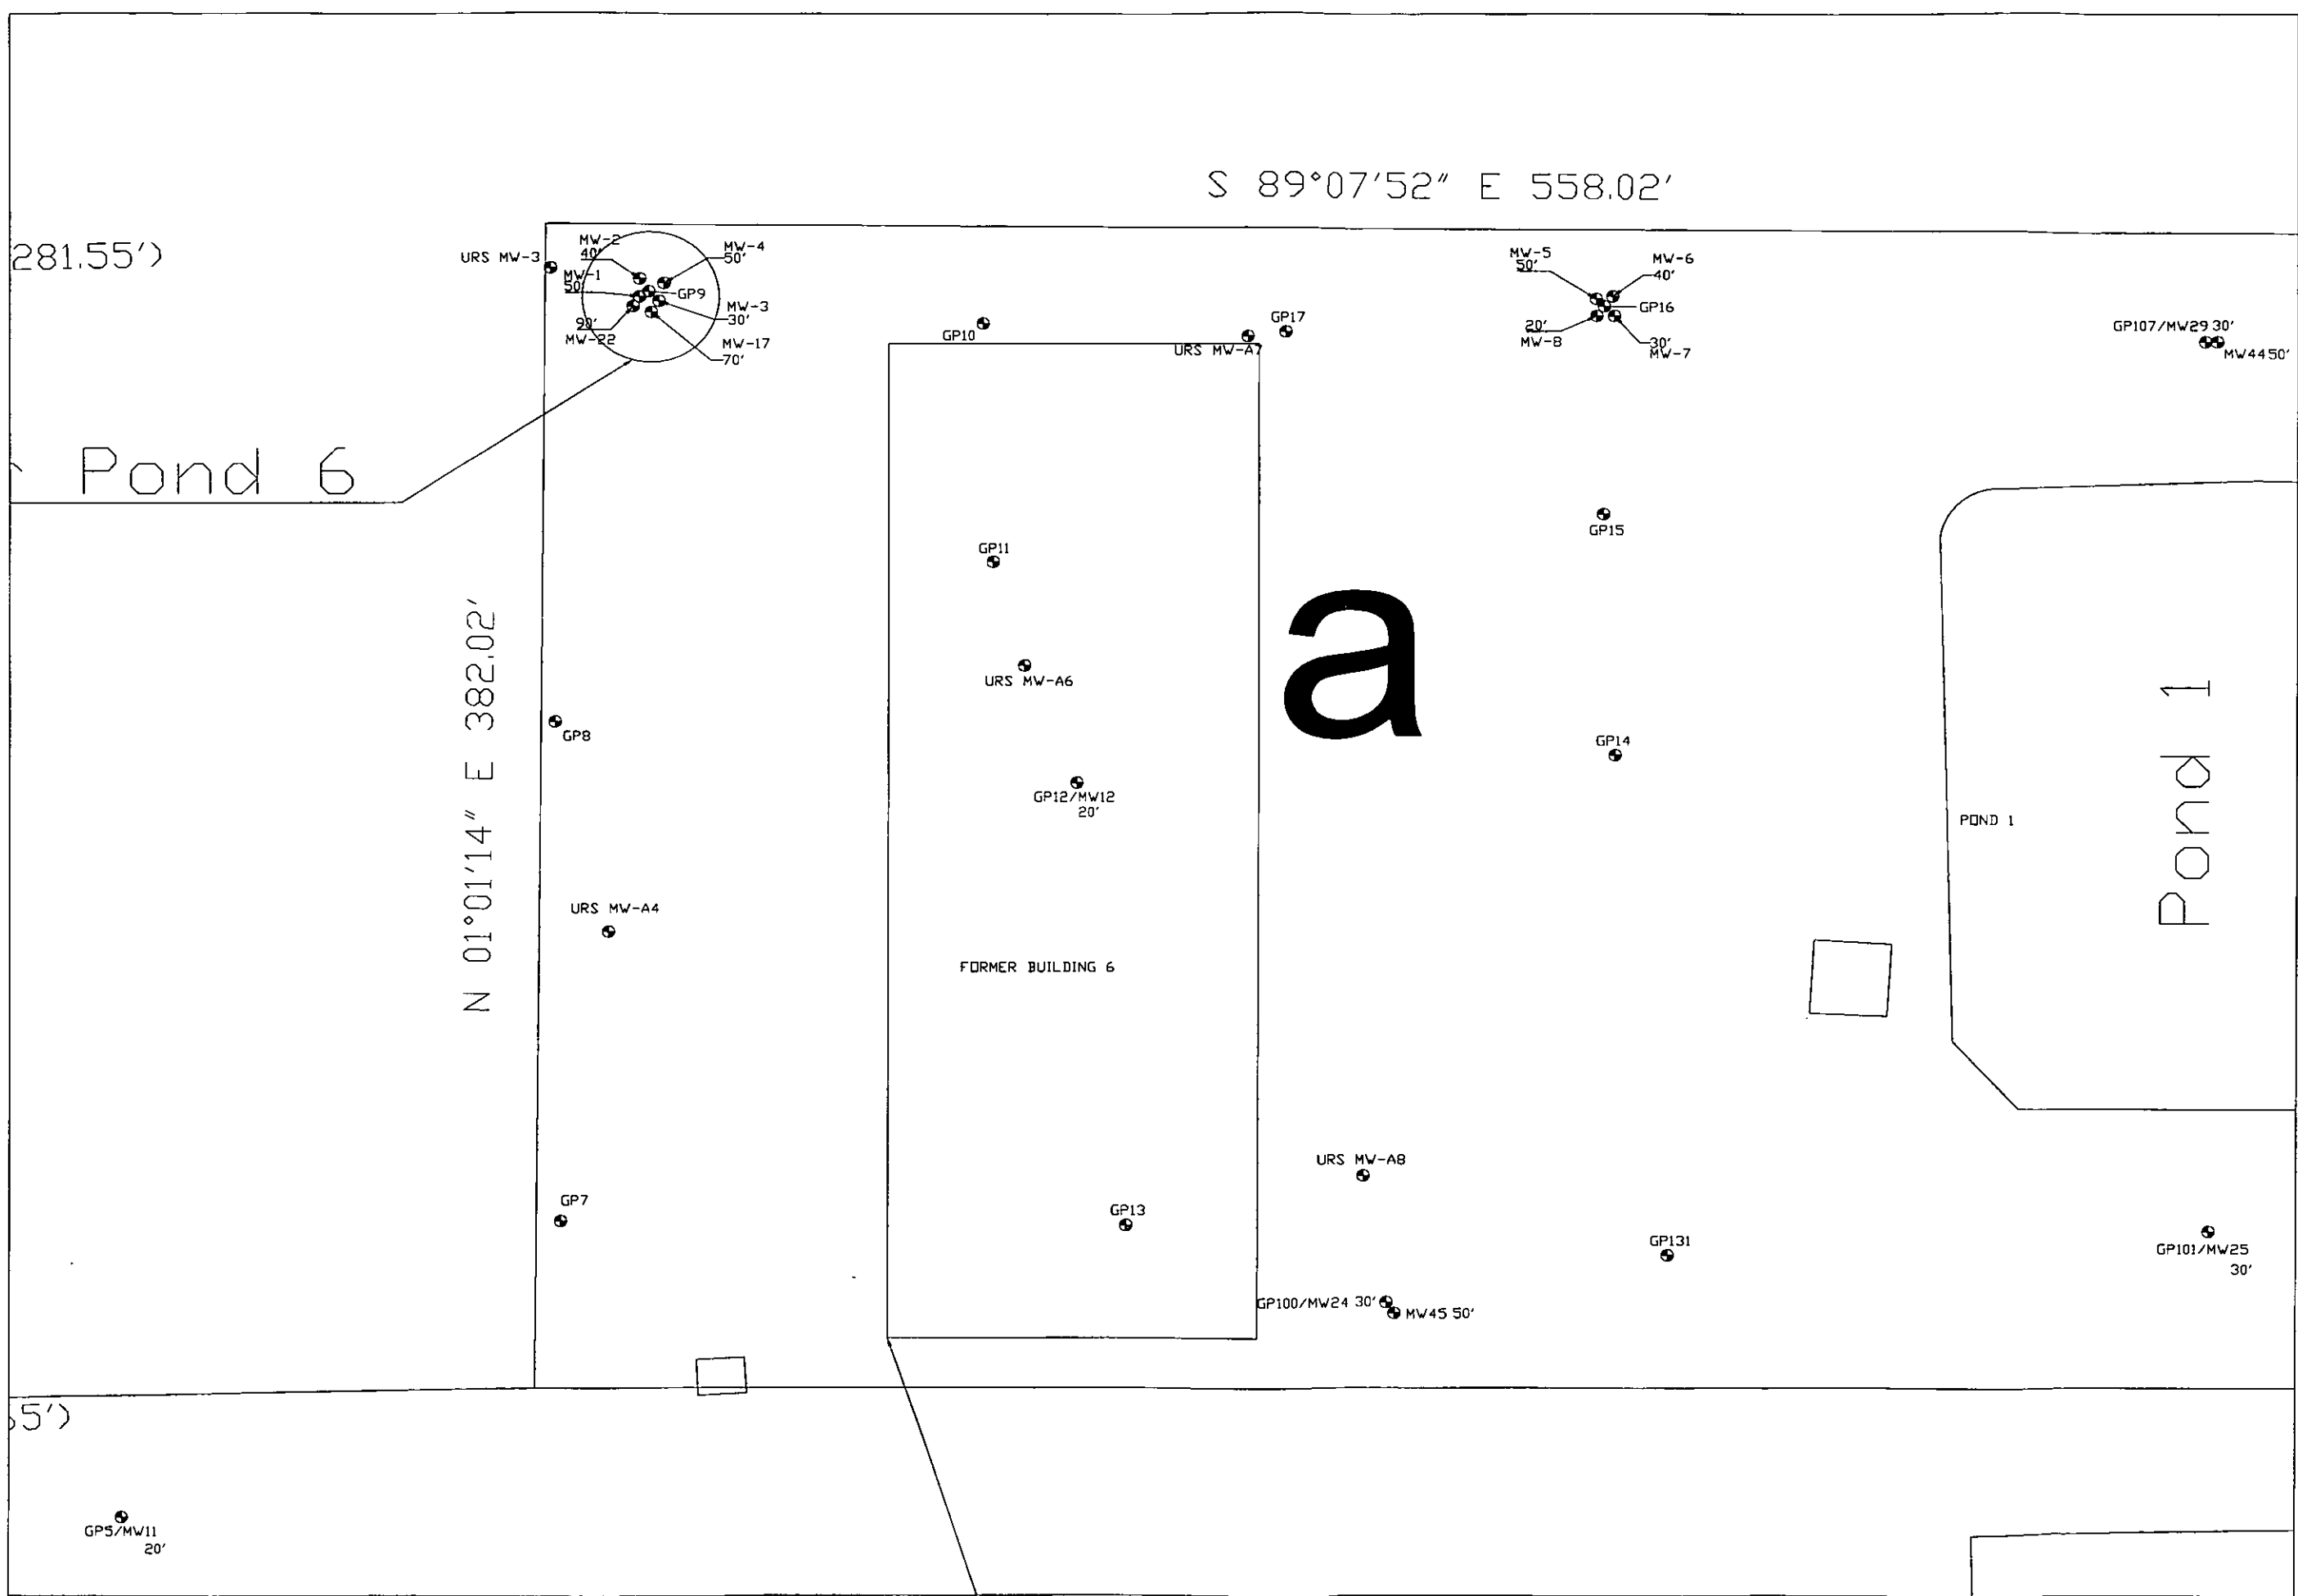 S 89°07'52" E 558.02'
281.55')
URS MW-3
MW-2
40'
MW-4
50'
MW-1
50'
GP9
MW-3
30'
90'
MW-22
MW-17
70'
GP10
URS MW-A7
GP17
MW-5
50'
MW-6
40'
GP16
20'
MW-8
30'
MW-7
GP107/MW29 30'
MW44 50'
Pond 6
GP15
GP11
a
N 01°01'14" E 382.02'
URS MW-A6
GP8
GP14
GP12/MW12
20'
POND 1
Pond 1
URS MW-A4
FORMER BUILDING 6
URS MW-A8
GP7
GP13
GP131
GP101/MW25
30'
GP100/MW24 30'
MW45 50'
5')
GP5/MW11
20'